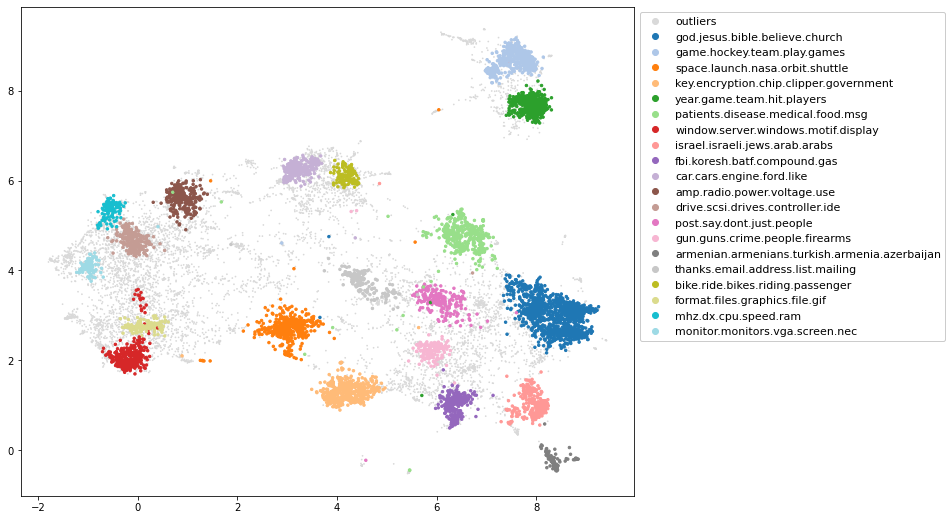 outliers
god.jesus.bible.believe.church
game.hockey.team.play.games
space.launch.nasa.orbit.shuttle
key.encryption.chip.clipper.government
year.game.team.hit.players
patients.disease.medical.food.msg
window.server.windows.motif.display
israel.israeli.jews.arab.arabs
fbi.koresh.batf.compound.gas
car.cars.engine.ford.like
amp.radio.power.voltage.use
drive.scsi.drives.controller.ide
post.say.dont.just.people
gun.guns.crime.people.firearms
armenian.armenians.turkish.armenia.azerbaijan
thanks.email.address.list.mailing
bike.ride.bikes.riding.passenger
format.files.graphics.file.gif
mhz.dx.cpu.speed.ram
monitor.monitors.vga.screen.nec
8
6
4
2
0
−2 0 2 4 6 8